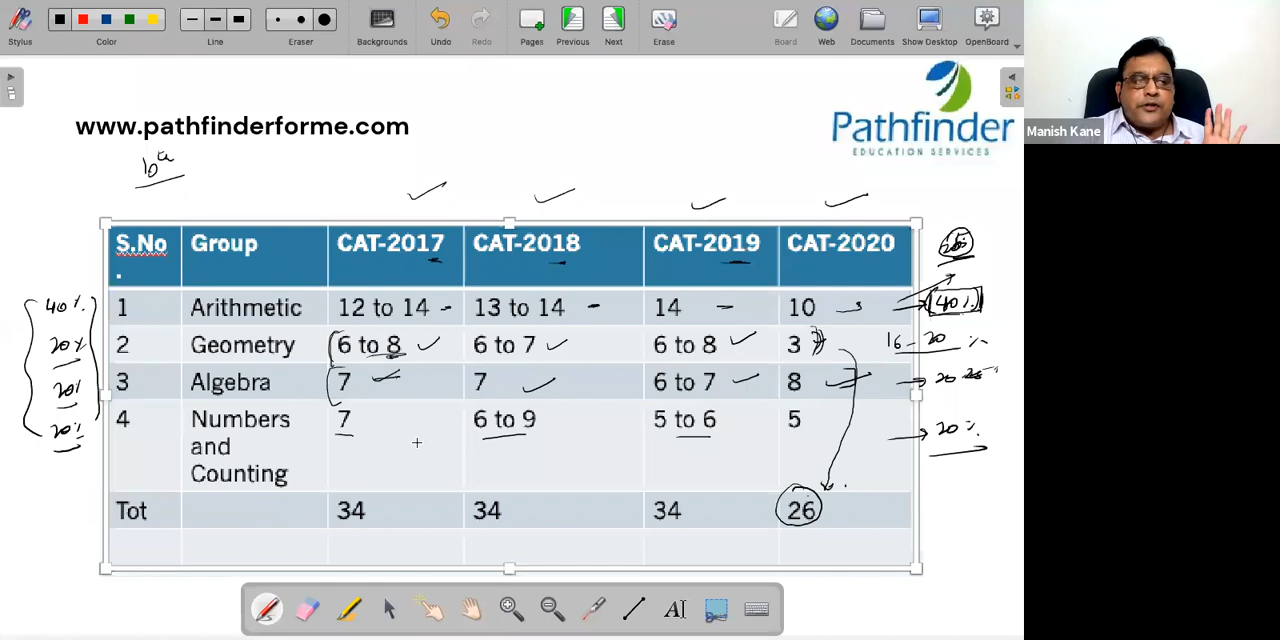 Stylus
Color
Line
Eraser
Backgrounds
Undo
Redo
Pages
Previous
Next
Erase
Board
Web
Documents
Show Desktop
OpenBoard
www.pathfinderforme.com
Pathfinder
EDUCATION SERVICES
Manish Kane
10th
S.No. Group CAT-2017 CAT-2018 CAT-2019 CAT-2020
40% 1 Arithmetic 12 to 14 13 to 14 14 10 40%
20% 2 Geometry 6 to 8 6 to 7 6 to 8 3 16-20%
20% 3 Algebra 7 7 6 to 7 8 20
20% 4 Numbers and Counting 7 6 to 9 5 to 6 5 20%
Tot 34 34 34 26